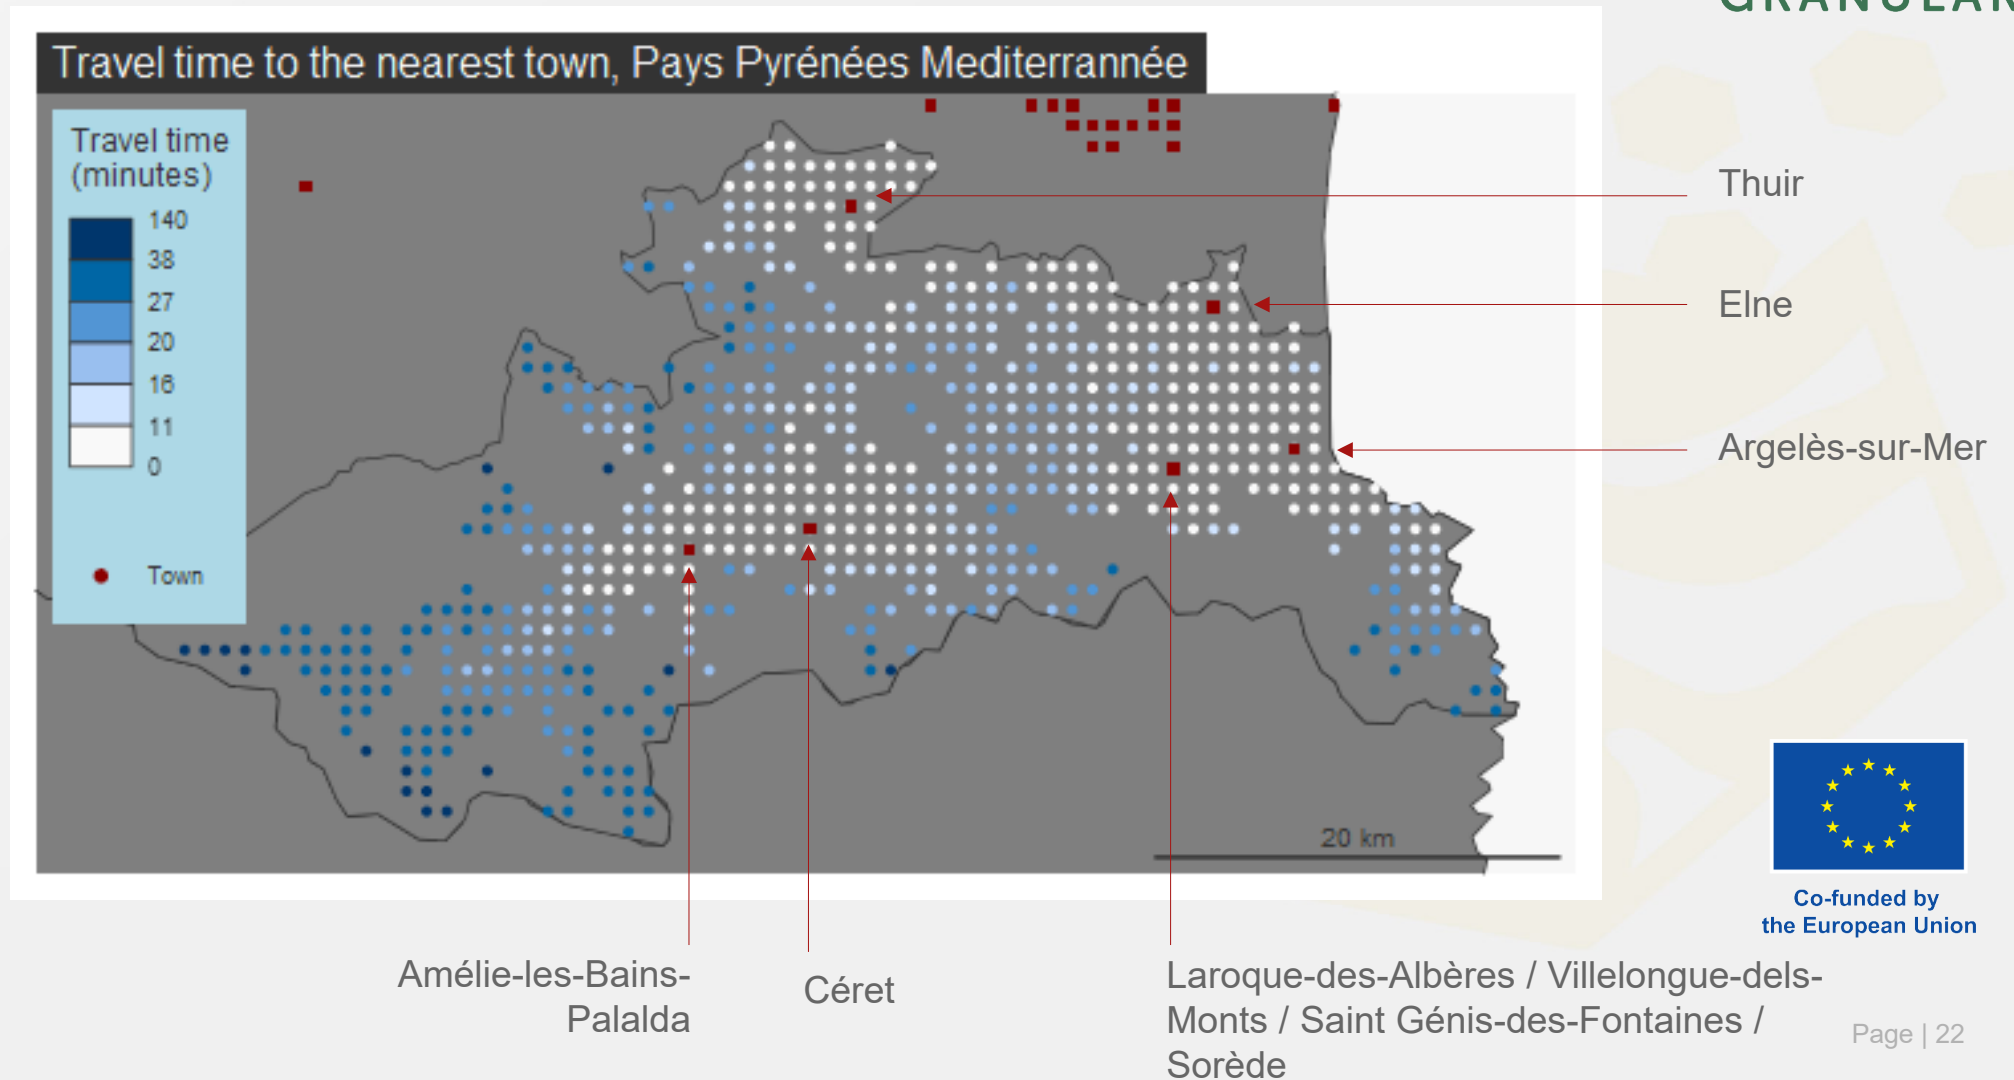 GRANULAR
Travel time to the nearest town, Pays Pyrénées Mediterrannée
Travel time
(minutes)
140
38
27
20
16
11
0
Town
Thuir
Elne
Argelès-sur-Mer
20 km
Co-funded by
the European Union
Amélie-les-Bains-
Palalda
Céret
Laroque-des-Albères / Villelongue-dels-
Monts / Saint Génis-des-Fontaines /
Sorède
Page | 22